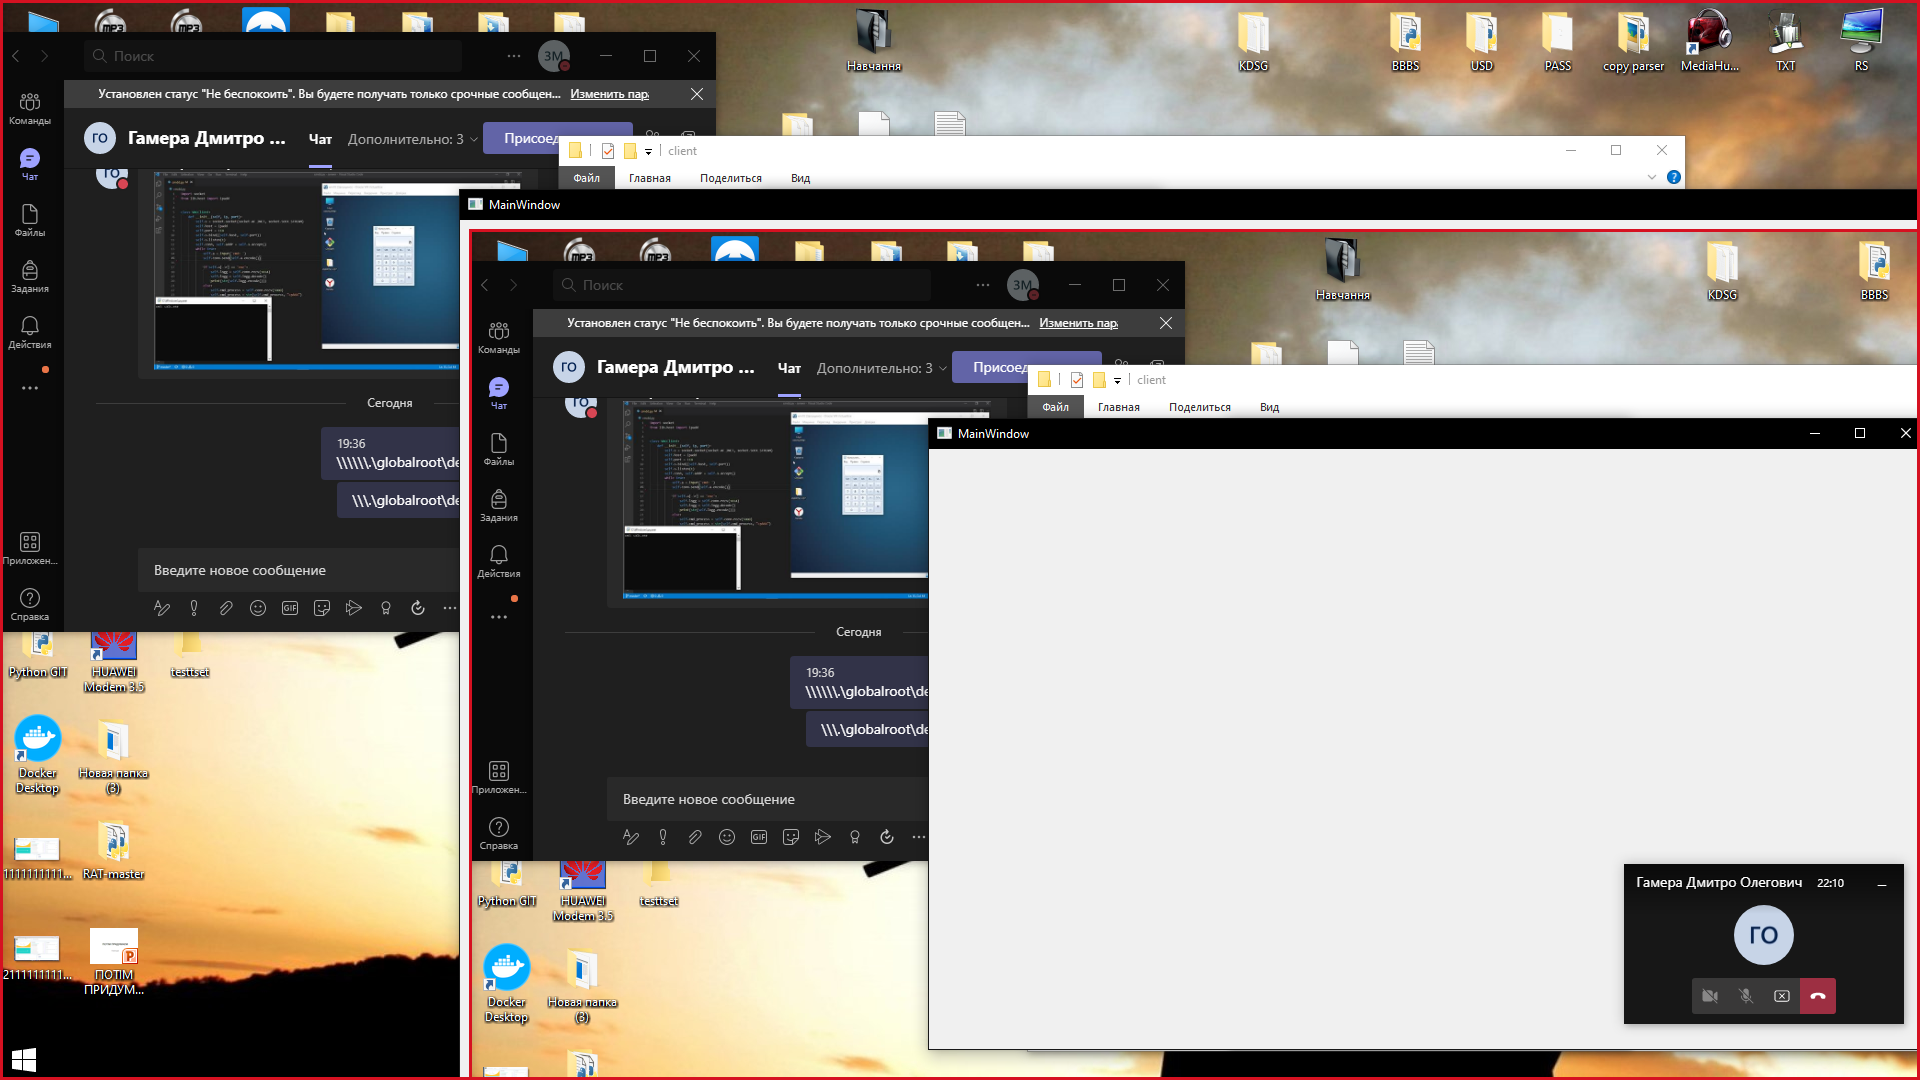 Навчання
KDSG
BBBS
USD
PASS
copy parser
MediaHu...
TXT
RS
Поиск
ЗМ
Установлен статус "Не беспокоить". Вы будете получать только срочные сообщен...
Изменить пар
Команды
Чат
Файлы
Задания
Действия
Приложен...
Справка
ГО
Гамера Дмитро ...
Чат
Дополнительно: 3
Присоед
Сегодня
19:36
\\\\\\.\globalroot\de
\\\.\globalroot\de
Введите новое сообщение
GIF
client
Файл
Главная
Поделиться
Вид
MainWindow
Навчання
KDSG
BBBS
Поиск
ЗМ
Установлен статус "Не беспокоить". Вы будете получать только срочные сообщен...
Изменить пар
Команды
Чат
Файлы
Задания
Действия
Приложен...
Справка
ГО
Гамера Дмитро ...
Чат
Дополнительно: 3
Присоед
Сегодня
19:36
\\\\\\.\globalroot\de
\\\.\globalroot\de
Введите новое сообщение
GIF
client
Файл
Главная
Поделиться
Вид
MainWindow
Python GIT
HUAWEI
Modem 3.5
testtset
Docker
Desktop
Новая папка
(3)
1111111111...
RAT-master
2111111111...
ПОТІМ
ПРИДУМ...
Python GIT
HUAWEI
Modem 3.5
testtset
Docker
Desktop
Новая папка
(3)
Гамера Дмитро Олегович
22:10
ГО